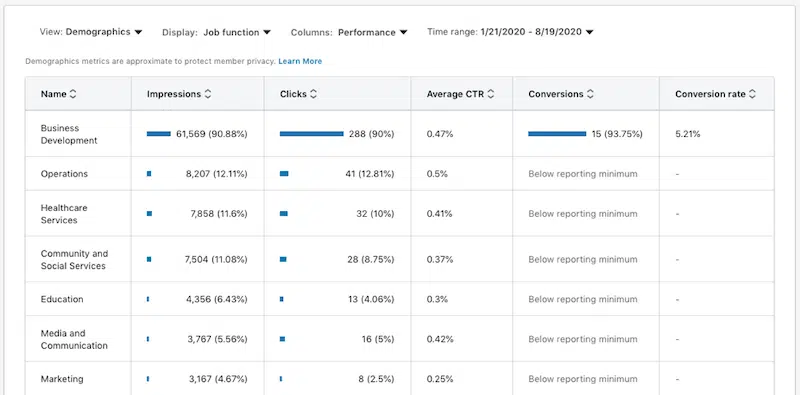 View: Demographics Display: Job function Columns: Performance Time range: 1/21/2020 - 8/19/2020
Demographics metrics are approximate to protect member privacy. Learn More
Name Impressions Clicks Average CTR Conversions Conversion rate
Business
Development 61,569 (90.88%) 288 (90%) 0.47% 15 (93.75%) 5.21%
Operations 8,207 (12.11%) 41 (12.81%) 0.5% Below reporting minimum -
Healthcare
Services 7,858 (11.6%) 32 (10%) 0.41% Below reporting minimum -
Community and
Social Services 7,504 (11.08%) 28 (8.75%) 0.37% Below reporting minimum -
Education 4,356 (6.43%) 13 (4.06%) 0.3% Below reporting minimum -
Media and
Communication 3,767 (5.56%) 16 (5%) 0.42% Below reporting minimum -
Marketing 3,167 (4.67%) 8 (2.5%) 0.25% Below reporting minimum -